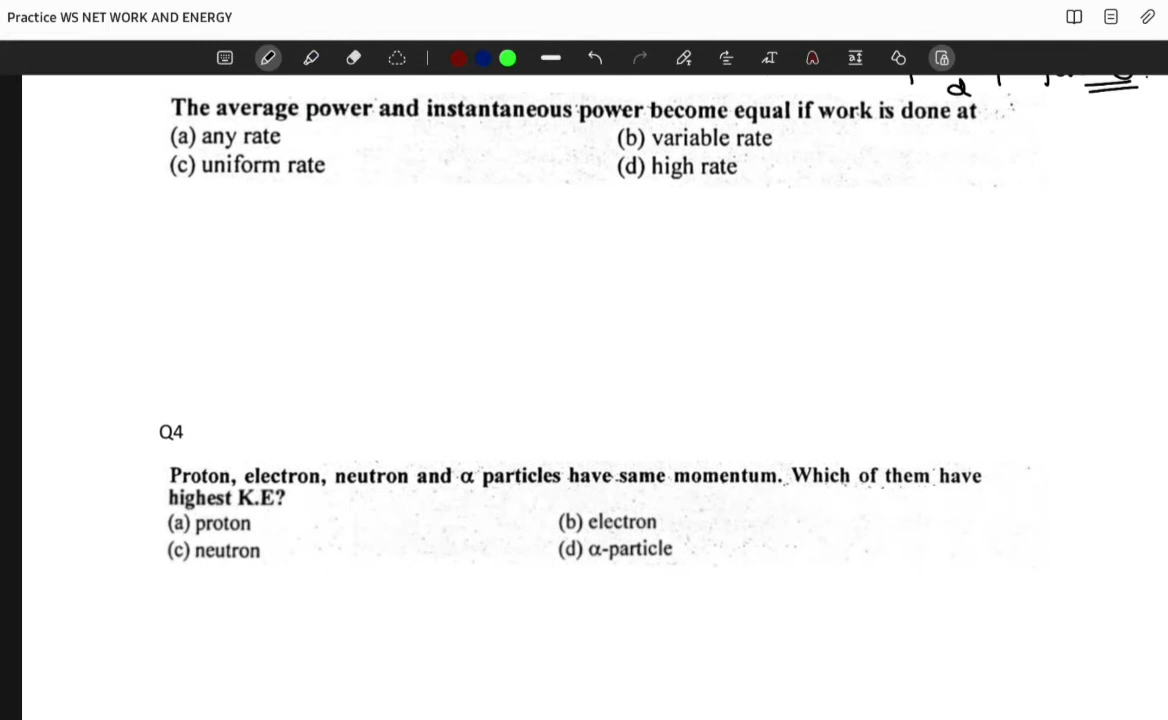 Practice WS NET WORK AND ENERGY
The average power and instantaneous power become equal if work is done at
(a) any rate (b) variable rate
(c) uniform rate (d) high rate
Q4
Proton, electron, neutron and α particles have same momentum. Which of them have
highest K.E?
(a) proton (b) electron
(c) neutron (d) α-particle